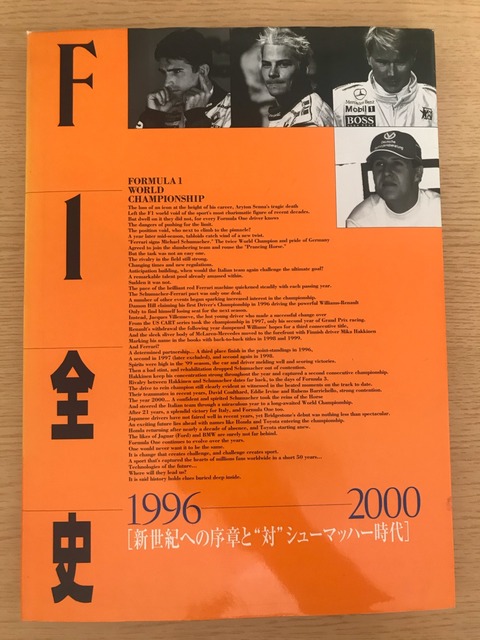 F1全史
Mercedes-Benz
Mobil 1
BOSS
FORMULA 1
WORLD
CHAMPIONSHIP
The loss of an icon at the height of his career, Ayrton Senna's tragic death
Left the F1 world void of the sport's most charismatic figure of recent decades.
But dwell on it they did not, for every Formula One driver knows
The dangers of pushing for the limit.
The position void, who next to climb to the pinnacle?
A year later mid-season, tabloids catch wind of a new twist.
"Ferrari signs Michael Schumacher." The twice World Champion and pride of Germany
Agreed to join the slumbering team and rouse the "Prancing Horse."
But the task was no easy one.
The rivalry in the field still strong.
Changing times and new regulations.
Anticipation building, when would the Italian team again challenge the ultimate goal?
A remarkable talent pool already amassed within.
Sudden it was not.
The pace of the brilliant red Ferrari machine quickened steadily with each passing year.
The Schumacher-Ferrari pact was only one deal.
A number of other events began sparking increased interest in the championship.
Damon Hill claiming his first Driver's Championship in 1996 driving the powerful Williams-Renault
Only to find himself losing his seat for the next season.
Instead, Jacques Villeneuve, the hot young driver who made a successful change over
From the US CART series took the championship in 1997, only his second year of Grand Prix racing.
Renault's withdrawal the following year dampened Williams' hopes for a third consecutive title,
And the sleek silver body of McLaren-Mercedes moved to the forefront with Finnish driver Mika Hakkinen
Marking his name in the books with back-to-back titles in 1998 and 1999.
And Ferrari?
A determined partnership... A third place finish in the point-standings in 1996,
A second in 1997 (later excluded), and second again in 1998.
Spirits were high in the '99 season, the car and driver melding well and scoring victories.
Then a bad stint, and rehabilitation dropped Schumacher out of contention.
Hakkinen keep his concentration strong throughout the year and captured a second consecutive championship.
Rivalry between Hakkinen and Schumacher dates far back, to the days of Formula 3.
The drive to vein champion still clearly evident as witnessed in the heated moments on the track to date.
Their teammates in recent years, David Coulthard, Eddie Irvine and Rubens Barrichello, strong contention.
The year 2000... A confident and spirited Schumacher took the reins of the Horse
And steered the Italian team through a miraculous year to a long-awaited World Championship.
After 21 years, a splendid victory for Italy, and Formula One too.
Japanese drivers have not faired well in recent years, yet Bridgestone's debut was nothing less than spectacular.
An exciting future lies ahead with names like Honda and Toyota entering the championship.
Honda returning after nearly a decade of absence, and Toyota starting anew.
The likes of Jaguar (Ford) and BMW are surely not far behind.
Formula One continues to evolve over the years.
One would never want it to be the same.
It is change that creates challenge, and challenge creates sport.
A sport that's captured the hearts of millions fans worldwide in a short 50 years...
Technologies of the future...
Where will they lead us?
It is said history holds clues buried deep inside.
1996 2000
[新世紀への序章と"対"シューマッハー時代]